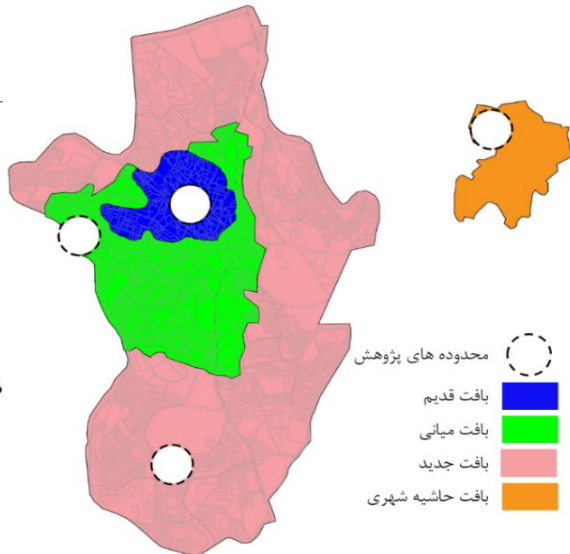 محدوده های پژوهش
بافت قدیم
بافت میانی
بافت جدید
بافت حاشیه شهری